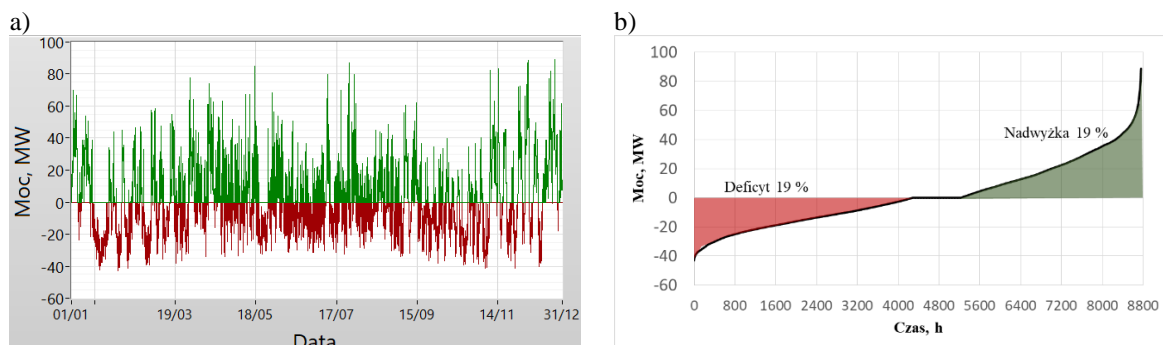 a)
100
80
60
40
20
0
-20
-40
-60
Moc, MW
01/01 19/03 18/05 17/07 15/09 14/11 31/12
Data
b)
100
80
60
40
20
0
-20
-40
-60
Moc, MW
Nadwyżka 19 %
Deficyt 19 %
0 800 1600 2400 3200 4000 4800 5600 6400 7200 8000 8800
Czas, h